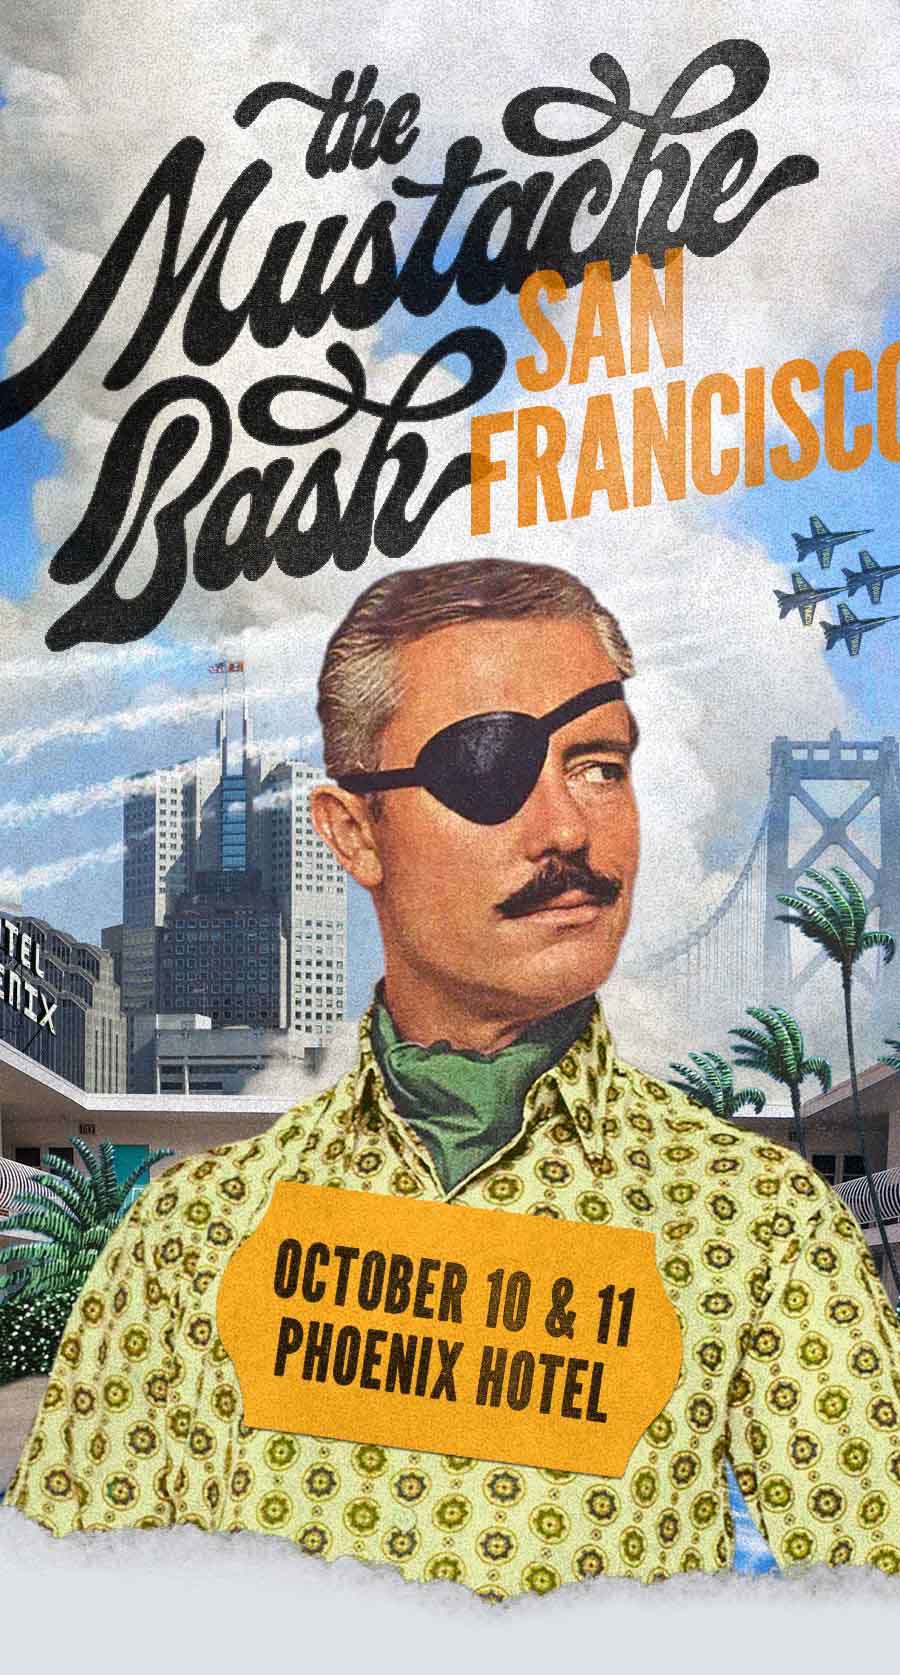 the
Mustache
Bash
SAN
FRANCISCO
OCTOBER 10 & 11
PHOENIX HOTEL